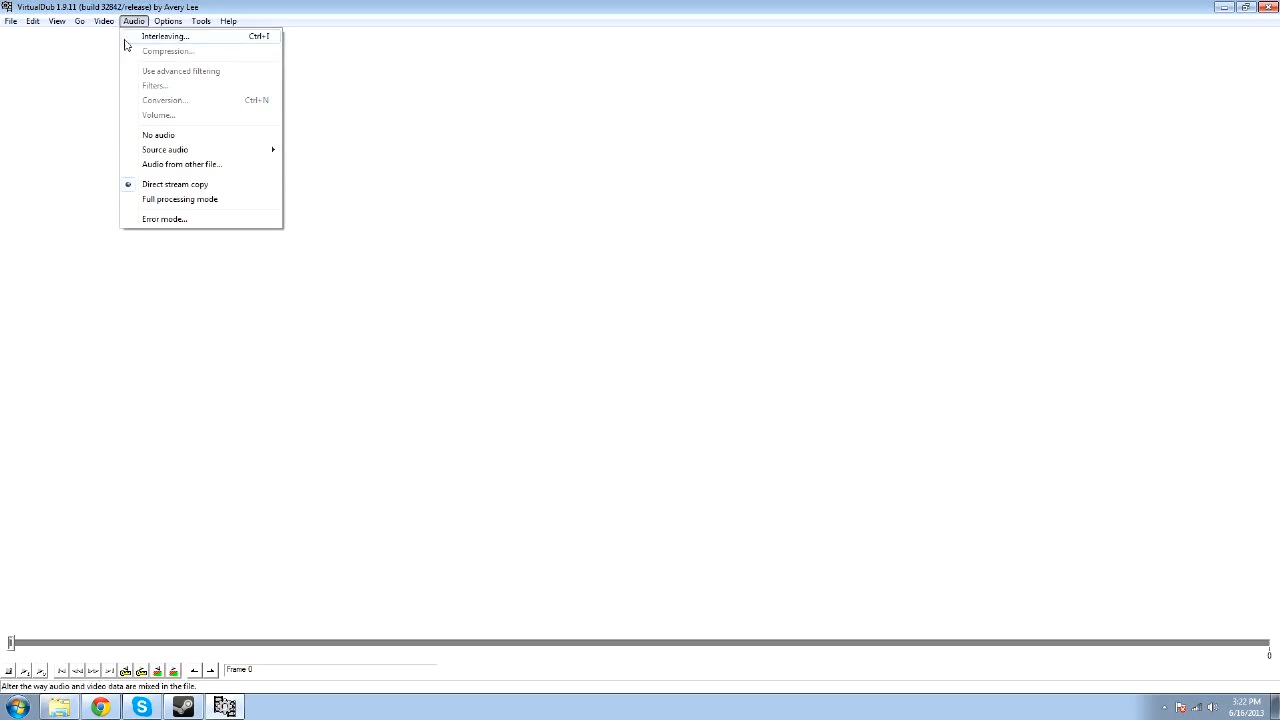 VirtualDub 1.9.11 (build 32842/release) by Avery Lee
File Edit View Go Video Audio Options Tools Help
Interleaving... Ctrl+I
Compression...
Use advanced filtering
Filters...
Conversion... Ctrl+N
Volume...
No audio
Source audio
Audio from other file...
Direct stream copy
Full processing mode
Error mode...
0
Frame 0
Alter the way audio and video data are mixed in the file.
3:22 PM
6/16/2013